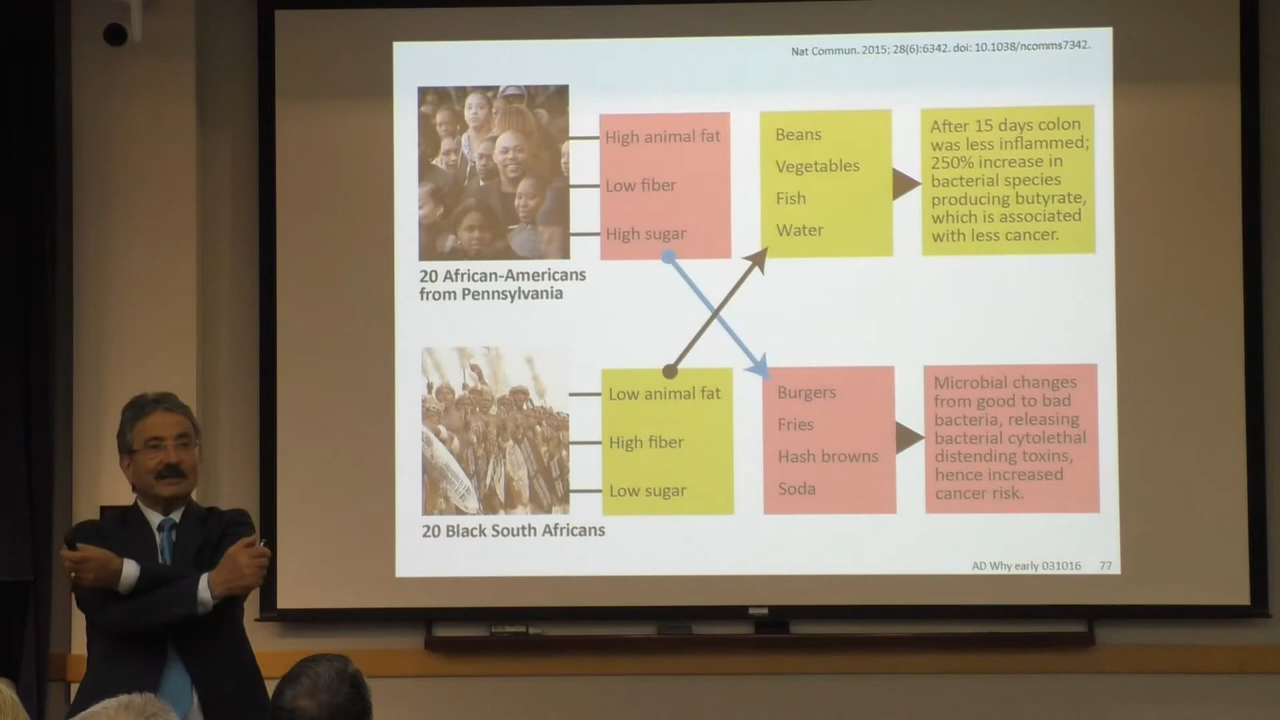 Nat Commun. 2015; 28(6):6342. doi: 10.1038/ncomms7342.
20 African-Americans
from Pennsylvania
High animal fat
Low fiber
High sugar
Beans
Vegetables
Fish
Water
After 15 days colon
was less inflammed;
250% increase in
bacterial species
producing butyrate,
which is associated
with less cancer.
20 Black South Africans
Low animal fat
High fiber
Low sugar
Burgers
Fries
Hash browns
Soda
Microbial changes
from good to bad
bacteria, releasing
bacterial cytolethal
distending toxins,
hence increased
cancer risk.
AD Why early 031016 77